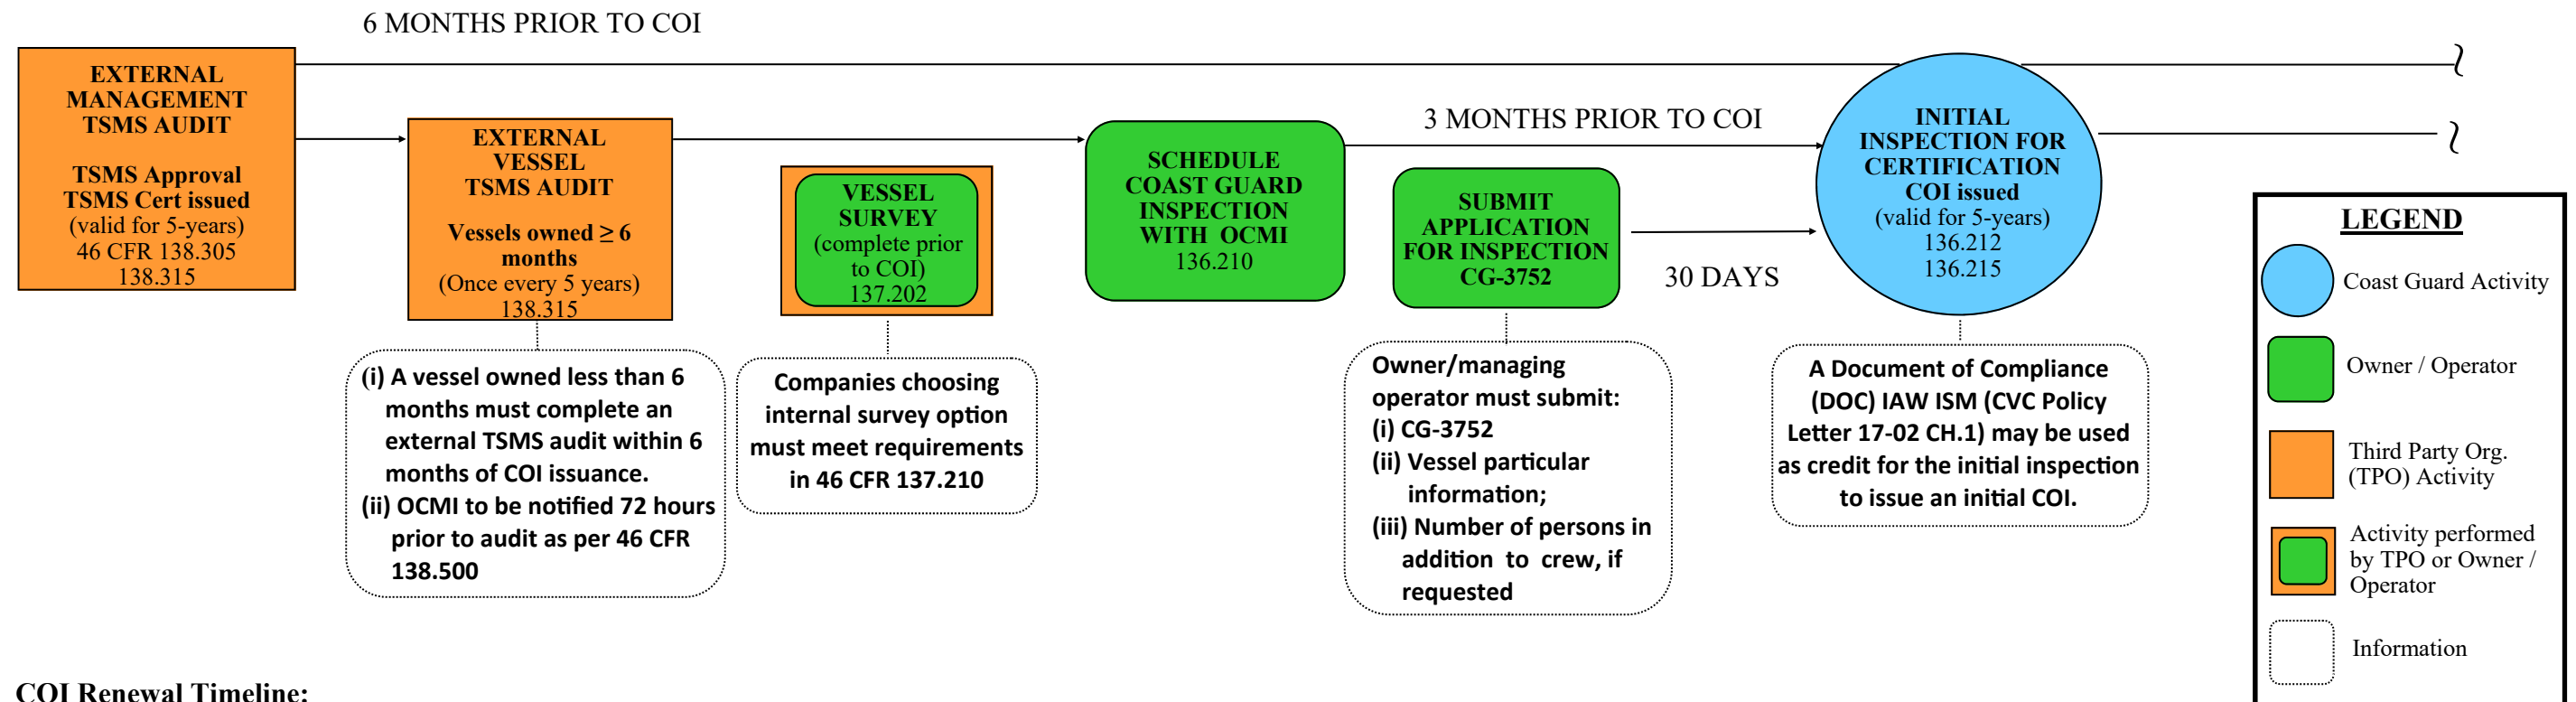 6 MONTHS PRIOR TO COI
EXTERNAL
MANAGEMENT
TSMS AUDIT
TSMS Approval
TSMS Cert issued
(valid for 5-years)
46 CFR 138.305
138.315
EXTERNAL
VESSEL
TSMS AUDIT
Vessels owned ≥ 6
months
(Once every 5 years)
138.315
(i) A vessel owned less than 6
months must complete an
external TSMS audit within 6
months of COI issuance.
(ii) OCMI to be notified 72 hours
prior to audit as per 46 CFR
138.500
VESSEL
SURVEY
(complete prior
to COI)
137.202
Companies choosing
internal survey option
must meet requirements
in 46 CFR 137.210
SCHEDULE
COAST GUARD
INSPECTION
WITH OCMI
136.210
3 MONTHS PRIOR TO COI
SUBMIT
APPLICATION
FOR INSPECTION
CG-3752
30 DAYS
Owner/managing
operator must submit:
(i) CG-3752
(ii) Vessel particular
information;
(iii) Number of persons in
addition to crew, if
requested
INITIAL
INSPECTION FOR
CERTIFICATION
COI issued
(valid for 5-years)
136.212
136.215
A Document of Compliance
(DOC) IAW ISM (CVC Policy
Letter 17-02 CH.1) may be used
as credit for the initial inspection
to issue an initial COI.
LEGEND
Coast Guard Activity
Owner / Operator
Third Party Org.
(TPO) Activity
Activity performed
by TPO or Owner /
Operator
Information
COI Renewal Timeline: